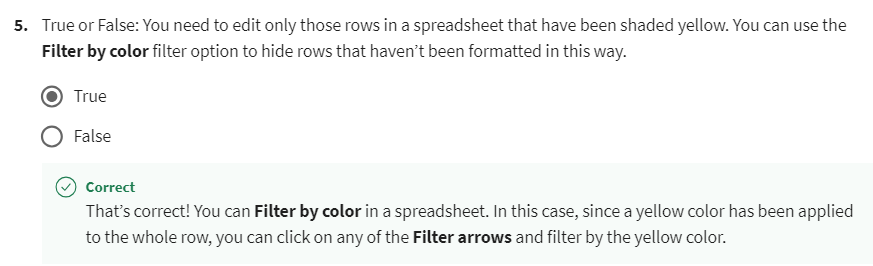 5. True or False: You need to edit only those rows in a spreadsheet that have been shaded yellow. You can use the
Filter by color filter option to hide rows that haven’t been formatted in this way.
True
False
Correct
That’s correct! You can Filter by color in a spreadsheet. In this case, since a yellow color has been applied
to the whole row, you can click on any of the Filter arrows and filter by the yellow color.